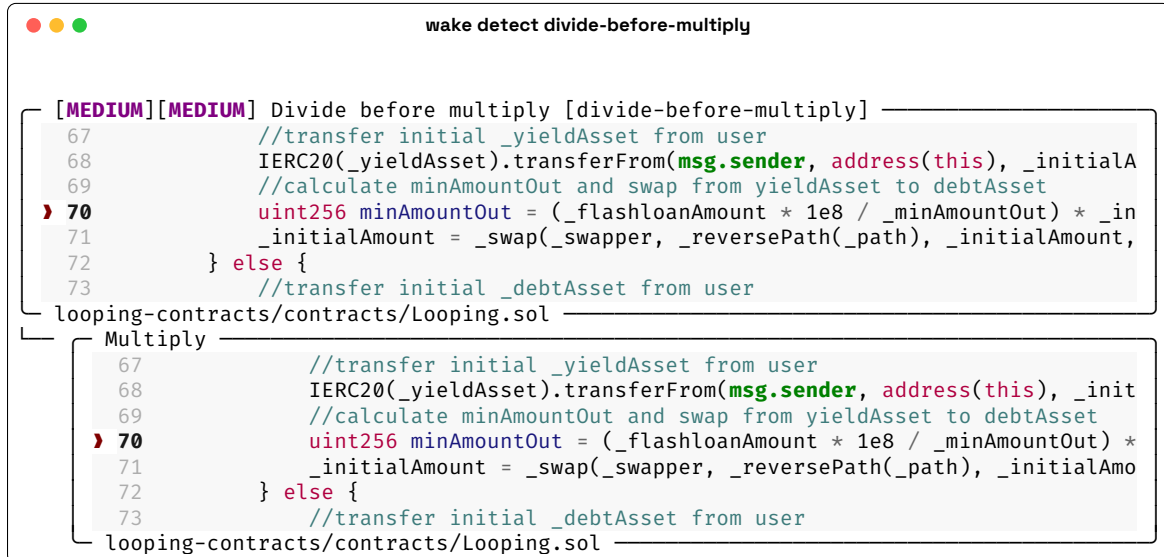 wake detect divide-before-multiply
[MEDIUM][MEDIUM] Divide before multiply [divide-before-multiply]
67 //transfer initial _yieldAsset from user
68 IERC20(_yieldAsset).transferFrom(msg.sender, address(this), _initialA
69 //calculate minAmountOut and swap from yieldAsset to debtAsset
❱ 70 uint256 minAmountOut = (_flashloanAmount * 1e8 / _minAmountOut) * _in
71 _initialAmount = _swap(_swapper, _reversePath(_path), _initialAmount,
72 } else {
73 //transfer initial _debtAsset from user
looping-contracts/contracts/Looping.sol
Multiply
67 //transfer initial _yieldAsset from user
68 IERC20(_yieldAsset).transferFrom(msg.sender, address(this), _init
69 //calculate minAmountOut and swap from yieldAsset to debtAsset
❱ 70 uint256 minAmountOut = (_flashloanAmount * 1e8 / _minAmountOut) *
71 _initialAmount = _swap(_swapper, _reversePath(_path), _initialAmo
72 } else {
73 //transfer initial _debtAsset from user
looping-contracts/contracts/Looping.sol